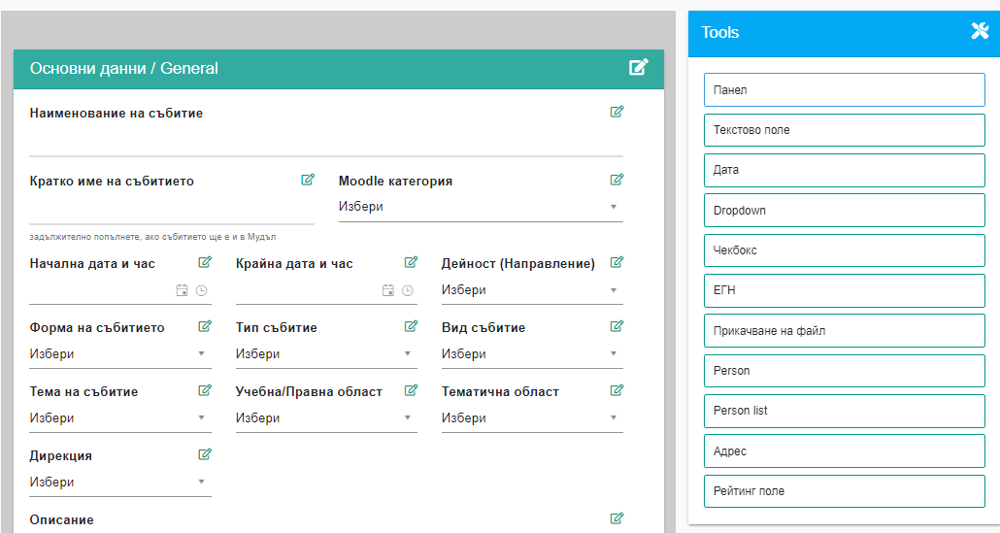 Основни данни / General
Наименование на събитие
Кратко име на събитието
Moodle категория
Избери
задължително попълнете, ако събитието ще е и в Мудъл
Начална дата и час
Крайна дата и час
Дейност (Направление)
Избери
Форма на събитието
Тип събитие
Вид събитие
Избери
Избери
Избери
Тема на събитие
Учебна/Правна област
Тематична област
Избери
Избери
Избери
Дирекция
Избери
Описание
Tools
Панел
Текстово поле
Дата
Dropdown
Чекбокс
ЕГН
Прикачване на файл
Person
Person list
Адрес
Рейтинг поле